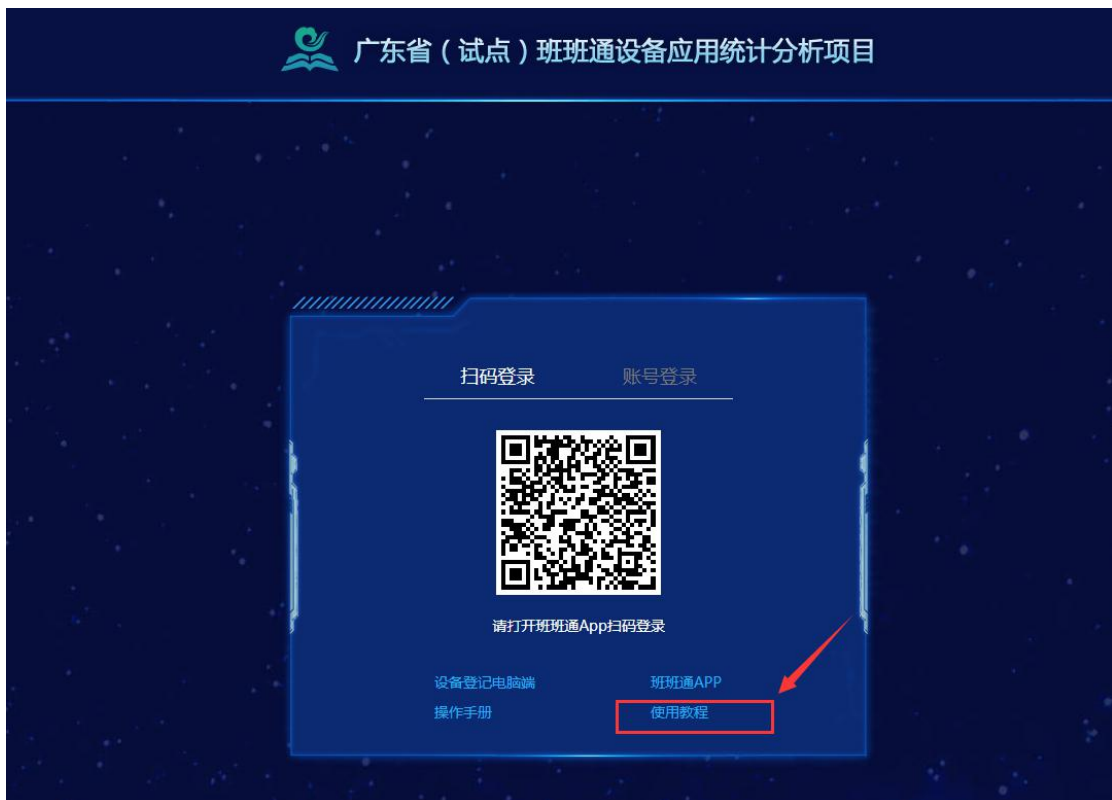 广东省（试点）班班通设备应用统计分析项目
扫码登录 账号登录
请打开班班通App扫码登录
设备登记电脑端 班班通APP
操作手册 使用教程